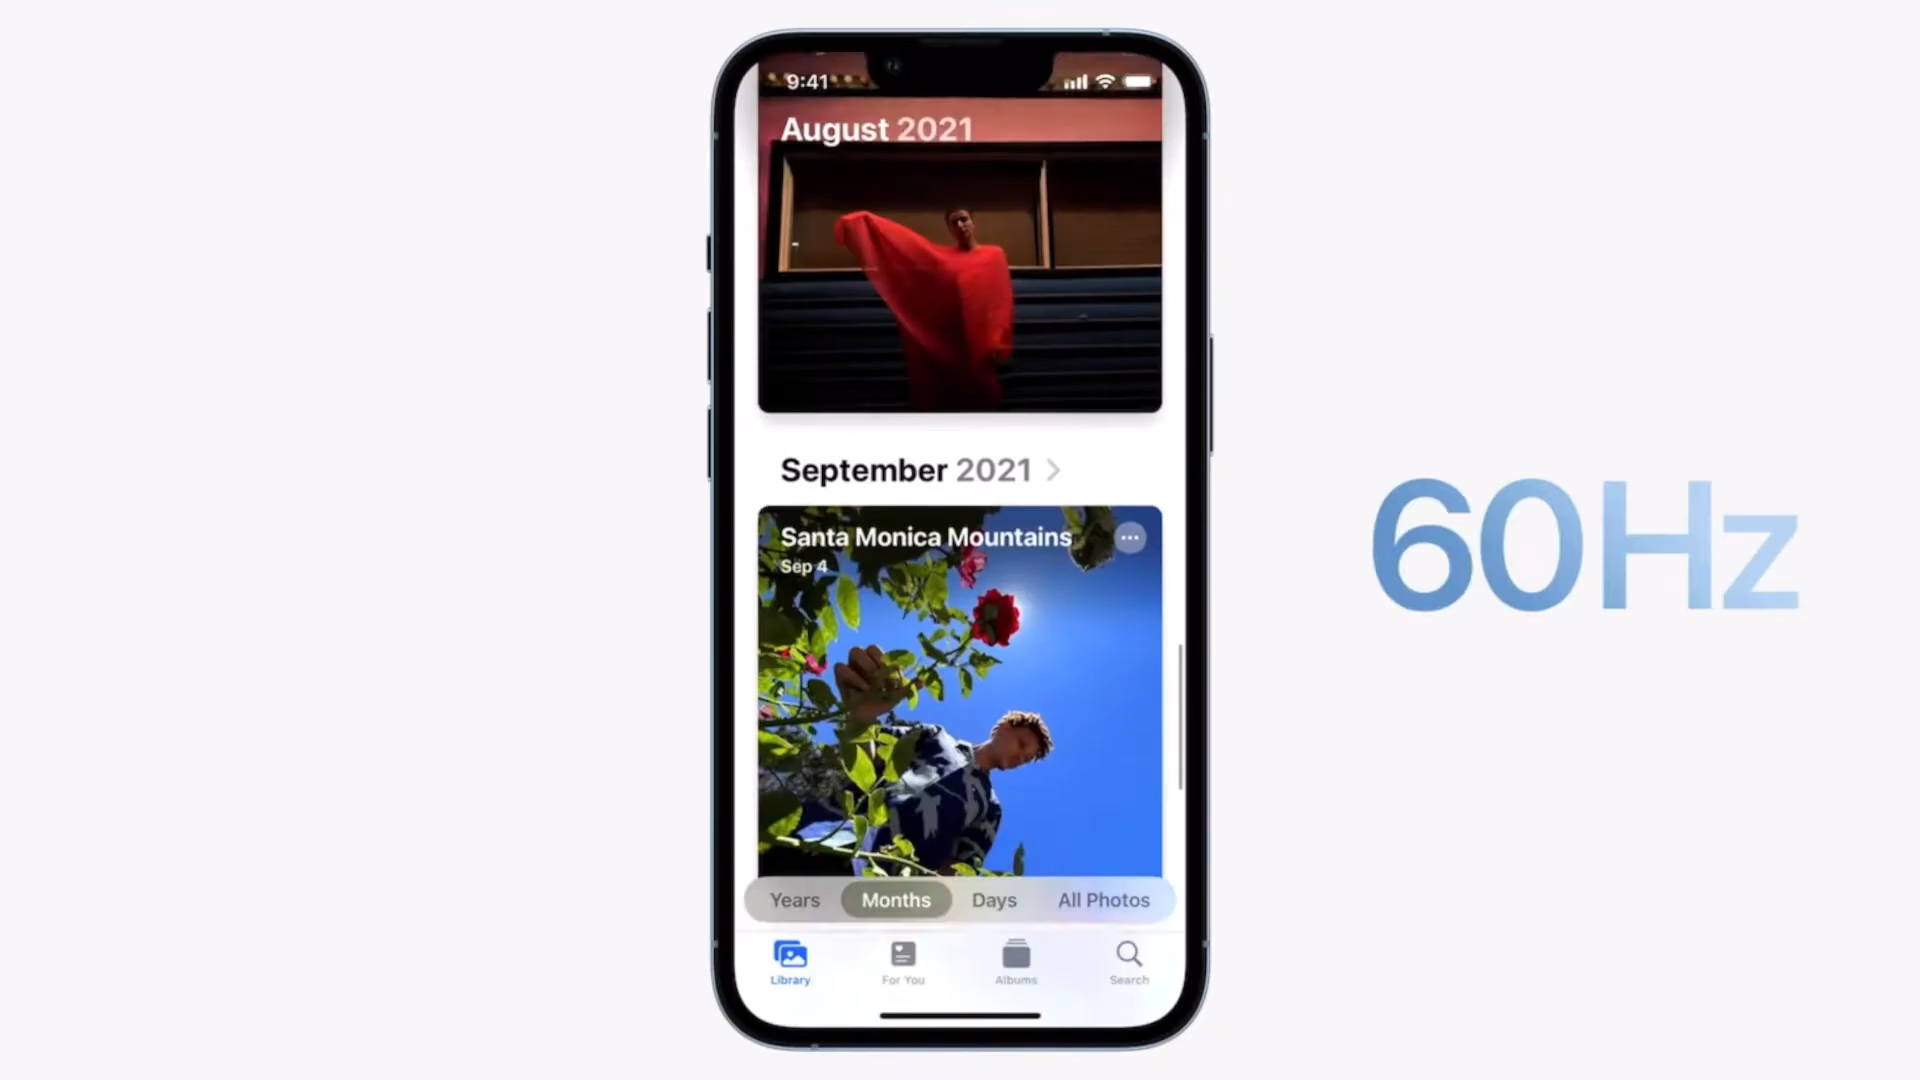 9:41
August 2021
September 2021
Santa Monica Mountains
Sep 4
60Hz
Years Months Days All Photos
Library For You Albums Search